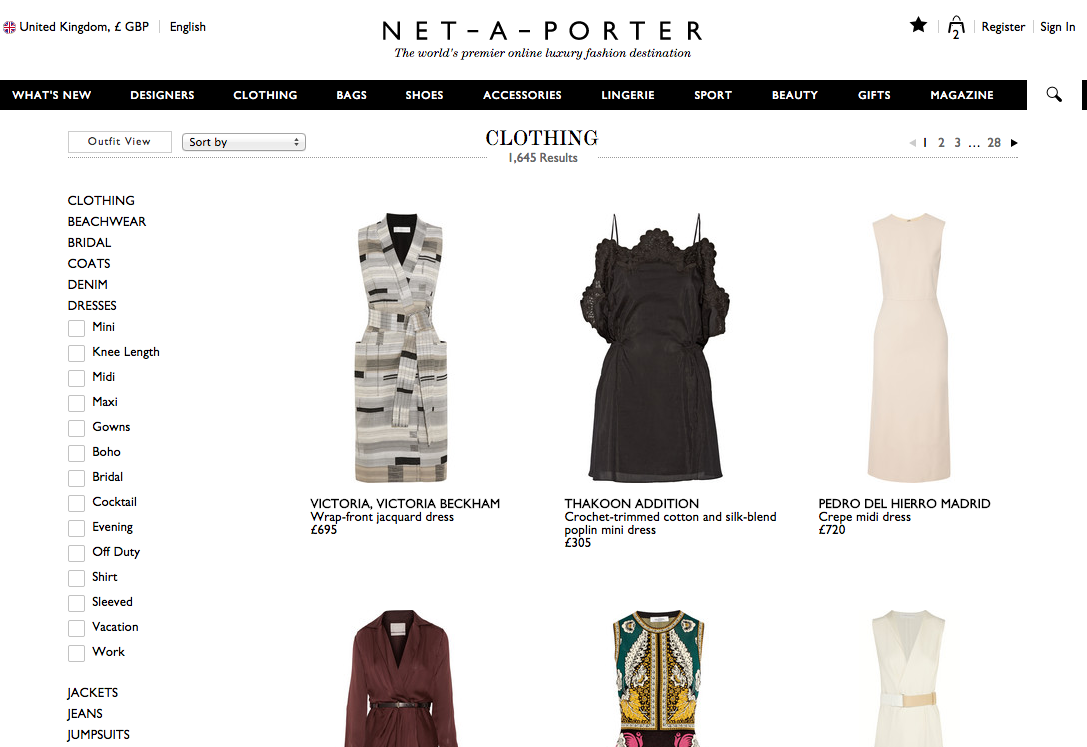 United Kingdom, £ GBP
English
NET-A-PORTER
The world's premier online luxury fashion destination
2
Register
Sign In
WHAT'S NEW
DESIGNERS
CLOTHING
BAGS
SHOES
ACCESSORIES
LINGERIE
SPORT
BEAUTY
GIFTS
MAGAZINE
Outfit View
Sort by
CLOTHING
1,645 Results
1 2 3 ... 28
CLOTHING
BEACHWEAR
BRIDAL
COATS
DENIM
DRESSES
Mini
Knee Length
Midi
Maxi
Gowns
Boho
Bridal
Cocktail
Evening
Off Duty
Shirt
Sleeved
Vacation
Work
JACKETS
JEANS
JUMPSUITS
VICTORIA, VICTORIA BECKHAM
Wrap-front jacquard dress
£695
THAKOON ADDITION
Crochet-trimmed cotton and silk-blend
poplin mini dress
£305
PEDRO DEL HIERRO MADRID
Crepe midi dress
£720